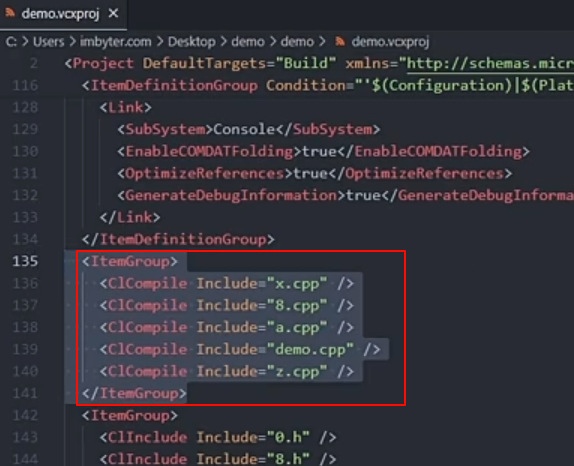 demo.vcxproj ×
C: > Users > imbyter.com > Desktop > demo > demo > demo.vcxproj
2 <Project DefaultTargets="Build" xmlns="http://schemas.micr
116 <ItemDefinitionGroup Condition="'$(Configuration)|$(Plat
128 <Link>
129 <SubSystem>Console</SubSystem>
130 <EnableCOMDATFolding>true</EnableCOMDATFolding>
131 <OptimizeReferences>true</OptimizeReferences>
132 <GenerateDebugInformation>true</GenerateDebugInforma
133 </Link>
134 </ItemDefinitionGroup>
135 <ItemGroup>
136 <ClCompile Include="x.cpp" />
137 <ClCompile Include="8.cpp" />
138 <ClCompile Include="a.cpp" />
139 <ClCompile Include="demo.cpp" />
140 <ClCompile Include="z.cpp" />
141 </ItemGroup>
142 <ItemGroup>
143 <ClInclude Include="0.h" />
144 <ClInclude Include="8.h" />